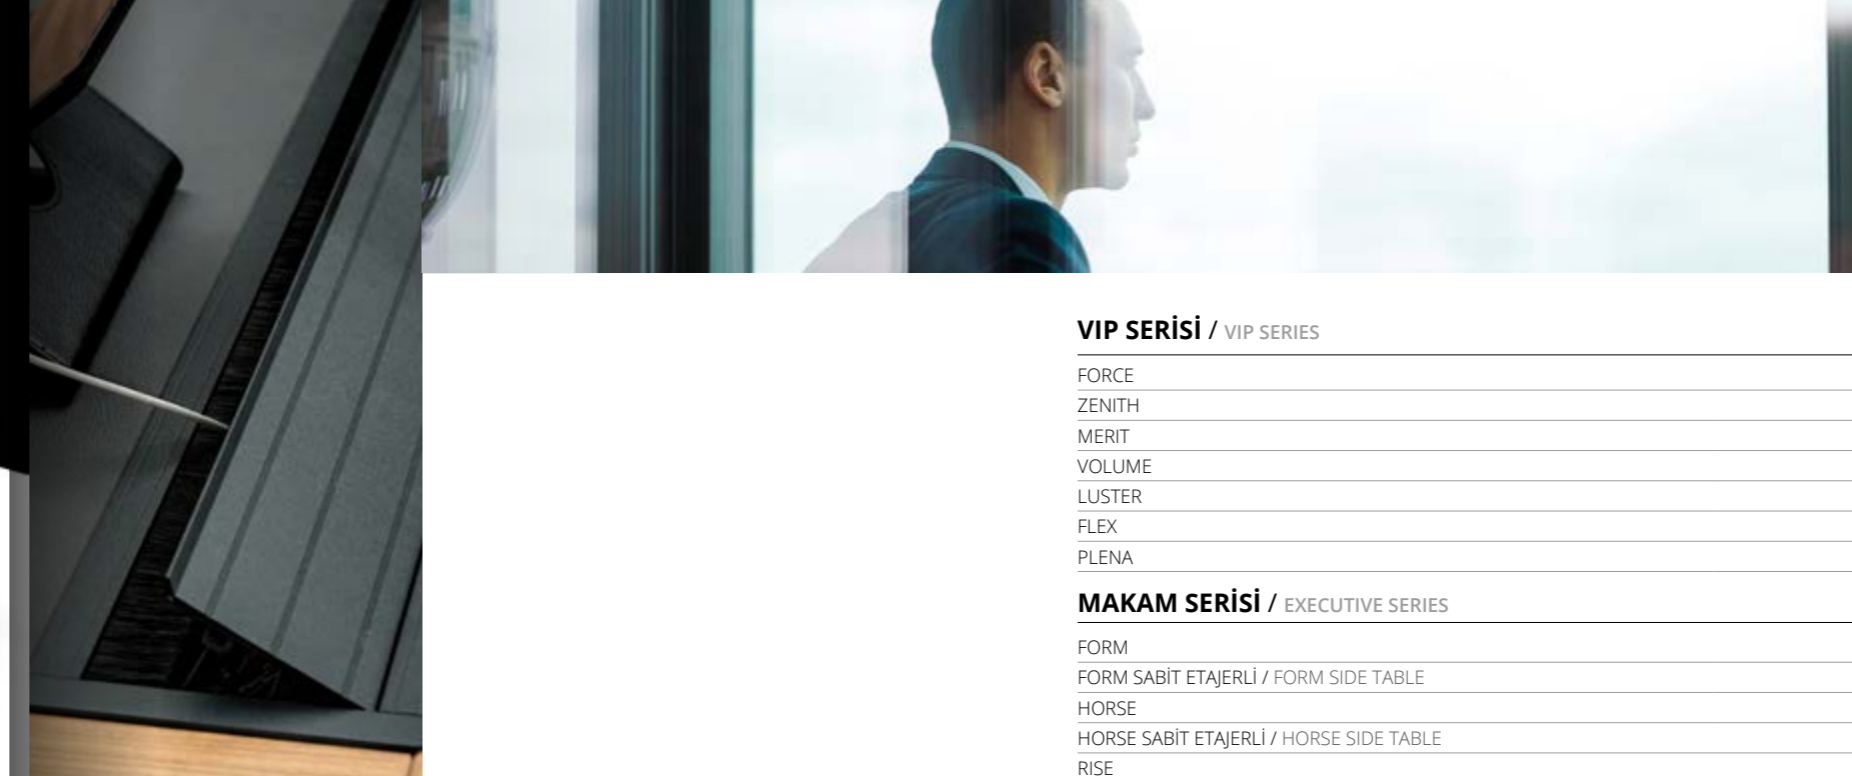 VIP SERİSİ / VIP SERIES
FORCE
ZENITH
MERIT
VOLUME
LUSTER
FLEX
PLENA
MAKAM SERİSİ / EXECUTIVE SERIES
FORM
FORM SABİT ETAJERLİ / FORM SIDE TABLE
HORSE
HORSE SABİT ETAJERLİ / HORSE SIDE TABLE
RISE